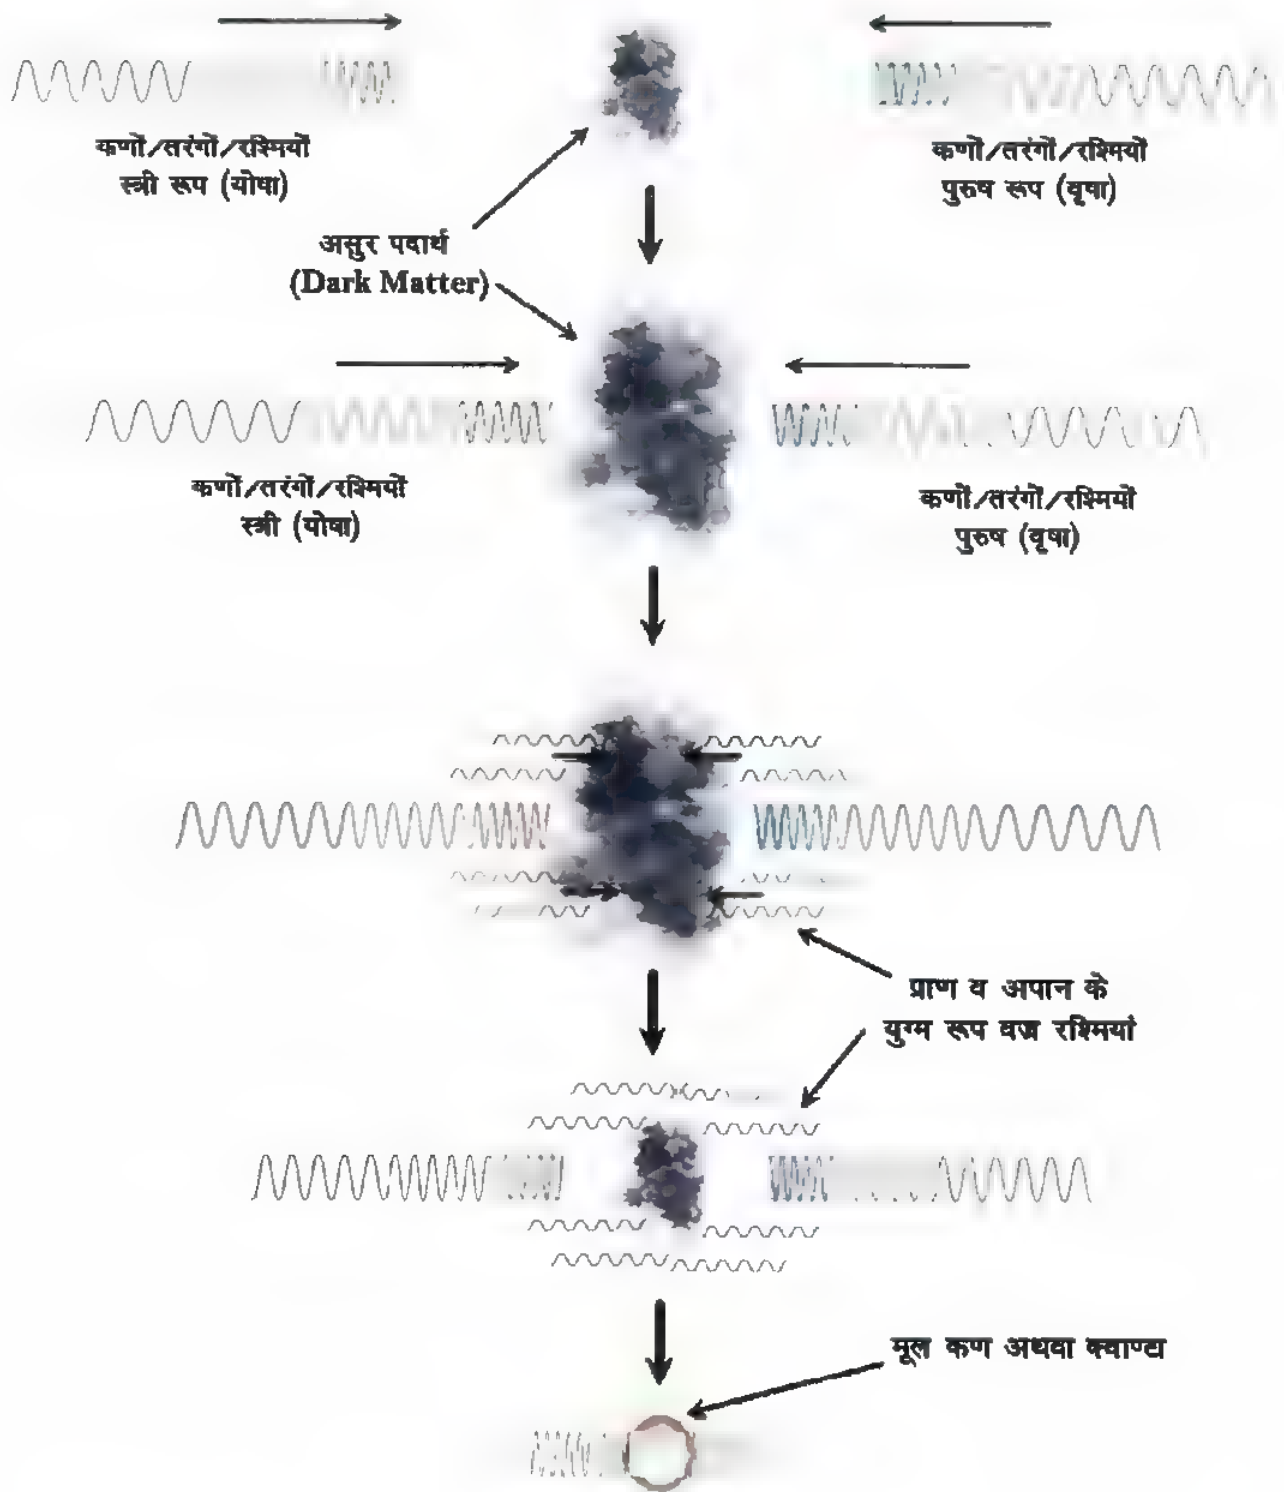 कणों/तरंगों/रश्मियों
स्त्री रूप (योषा)
कणों/तरंगों/रश्मियों
पुरुष रूप (वृषा)
असुर पदार्थ
(Dark Matter)
कणों/तरंगों/रश्मियों
स्त्री (योषा)
कणों/तरंगों/रश्मियों
पुरुष (वृषा)
प्राण व अपान के
युग्म रूप वज्र रश्मियां
मूल कण अथवा क्वाण्टा